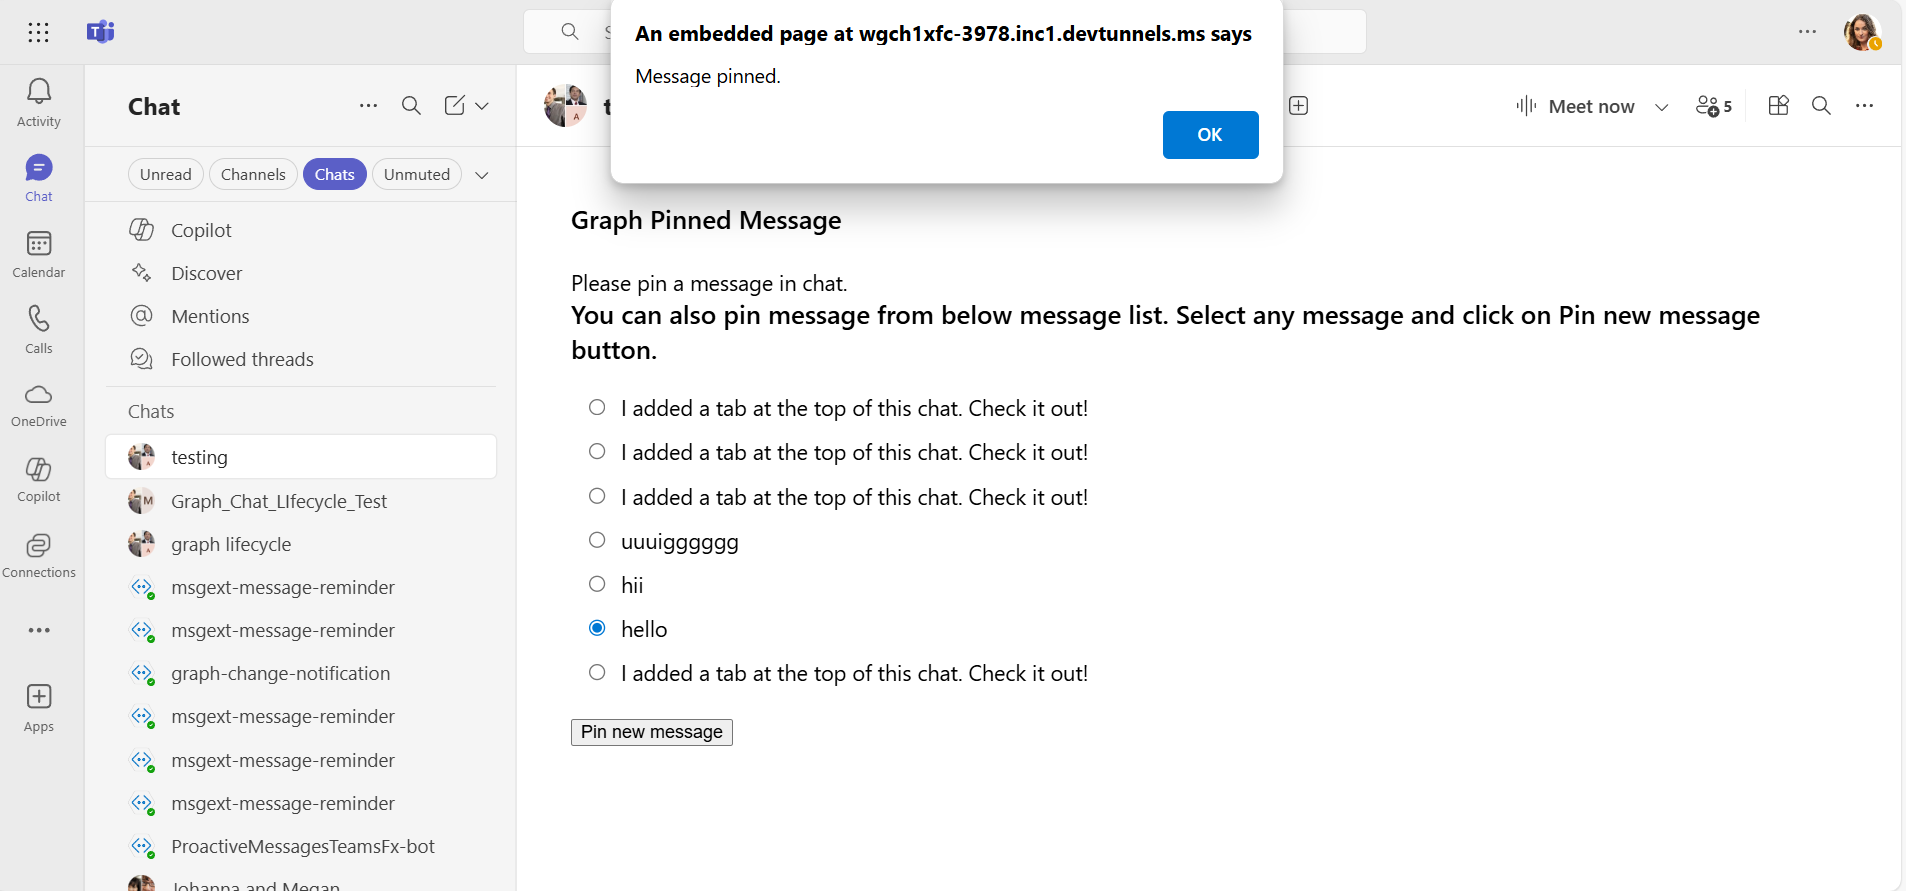 An embedded page at wgch1xfc-3978.inc1.devtunnels.ms says
Message pinned.
OK
Activity
Chat
Calendar
Calls
OneDrive
Copilot
Connections
Apps
Chat
Unread
Channels
Chats
Unmuted
Copilot
Discover
Mentions
Followed threads
Chats
testing
Graph_Chat_LIfecycle_Test
graph lifecycle
msgext-message-reminder
msgext-message-reminder
graph-change-notification
msgext-message-reminder
msgext-message-reminder
msgext-message-reminder
ProactiveMessagesTeamsFx-bot
Johanna and Megan
Meet now
5
Graph Pinned Message
Please pin a message in chat.
You can also pin message from below message list. Select any message and click on Pin new message
button.
I added a tab at the top of this chat. Check it out!
I added a tab at the top of this chat. Check it out!
I added a tab at the top of this chat. Check it out!
uuuigggggg
hii
hello
I added a tab at the top of this chat. Check it out!
Pin new message